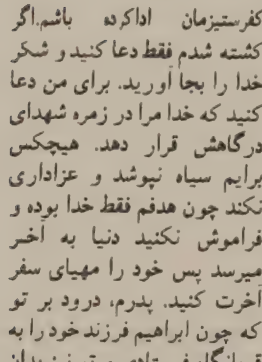 کفرستیزمان اداکرده باشم.اگر
کشته شدم فقط دعا کنید و شکر
خدا را بجا آورید. برای من دعا
کنید که خدا مرا در زمره شهدای
درگاهش قرار دهد. هیچکس
برایم سیاه نپوشد و عزاداری
نکند چون هدفم فقط خدا بوده و
فراموش نکنید دنیا به آخر
میرسد پس خود را مهیای سفر
آخرت کنید. پدرم، درود بر تو
که چون ابراهیم فرزند خود را به